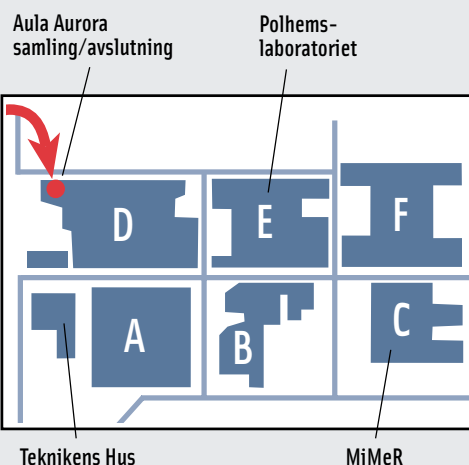 Aula Aurora
samling/avslutning
Polhems-
laboratoriet
D
E
F
A
B
C
Teknikens Hus
MiMeR